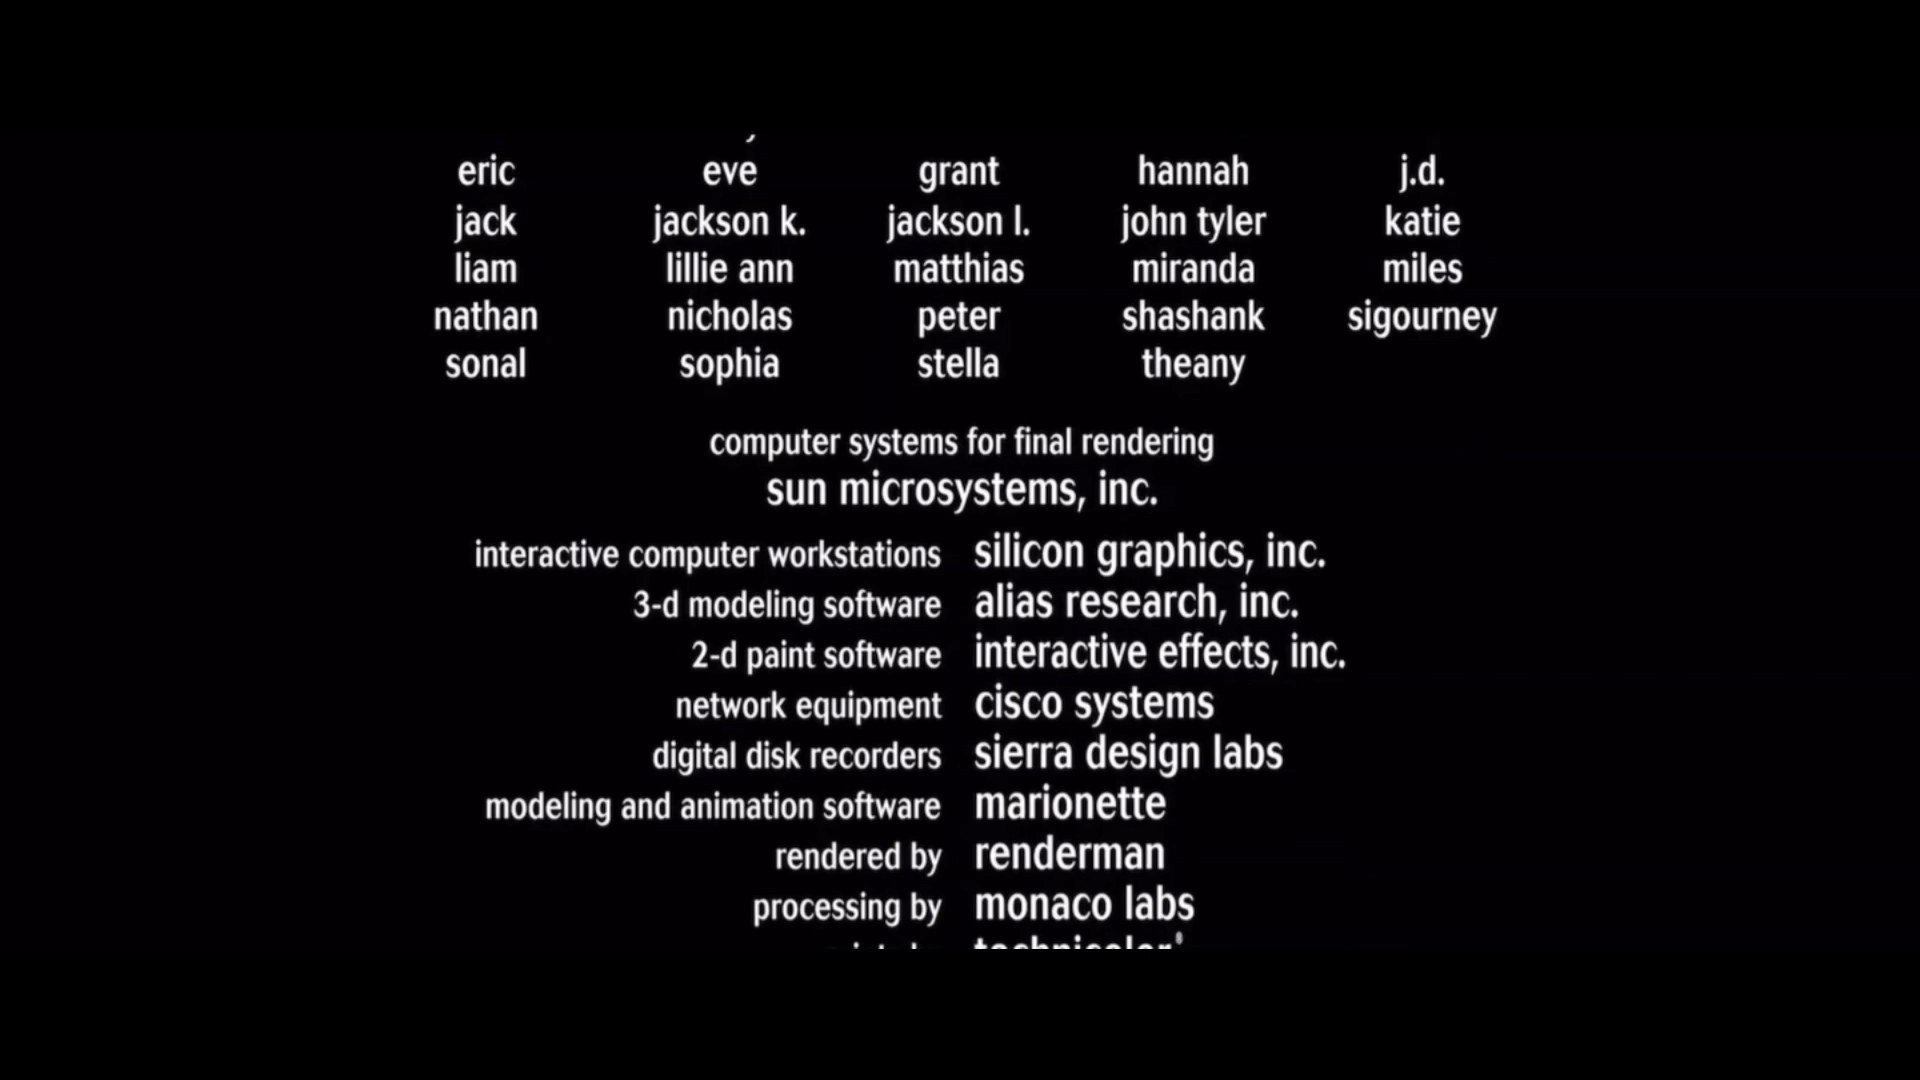 eric eve grant hannah j.d.
jack jackson k. jackson l. john tyler katie
liam lillie ann matthias miranda miles
nathan nicholas peter shashank sigourney
sonal sophia stella theany
computer systems for final rendering
sun microsystems, inc.
interactive computer workstations silicon graphics, inc.
3-d modeling software alias research, inc.
2-d paint software interactive effects, inc.
network equipment cisco systems
digital disk recorders sierra design labs
modeling and animation software marionette
rendered by renderman
processing by monaco labs
technicolor